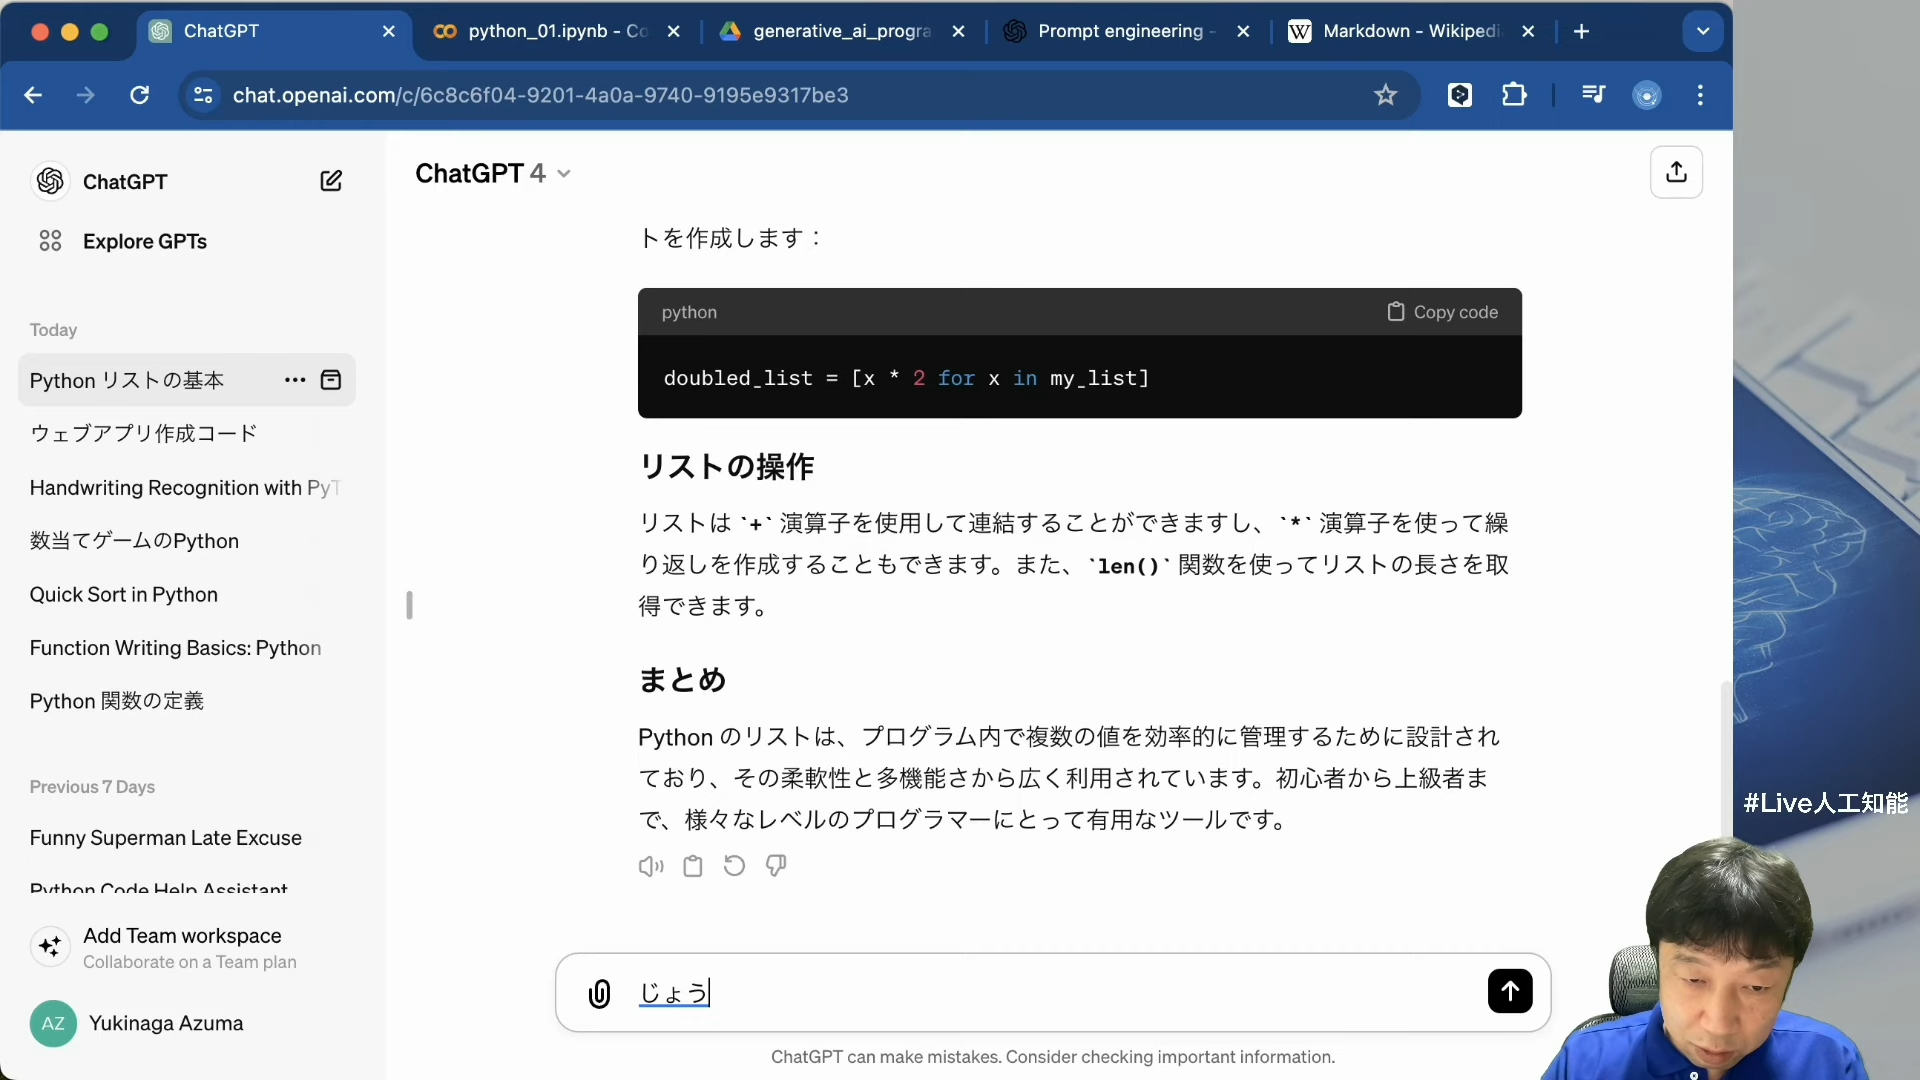 ChatGPT
python_01.ipynb - Co
generative_ai_progra
Prompt engineering -
Markdown - Wikipedi
chat.openai.com/c/6c8c6f04-9201-4a0a-9740-9195e9317be3
ChatGPT
Explore GPTs
Today
Python リストの基本
ウェブアプリ作成コード
Handwriting Recognition with PyT
数当てゲームのPython
Quick Sort in Python
Function Writing Basics: Python
Python 関数の定義
Previous 7 Days
Funny Superman Late Excuse
Python Code Help Assistant
Add Team workspace
Collaborate on a Team plan
AZ
Yukinaga Azuma
ChatGPT 4
トを作成します：
python
Copy code
doubled_list = [x * 2 for x in my_list]
リストの操作
リストは `+` 演算子を使用して連結することができますし、`*` 演算子を使って繰
り返しを作成することもできます。また、`len()` 関数を使ってリストの長さを取
得できます。
まとめ
Python のリストは、プログラム内で複数の値を効率的に管理するために設計され
ており、その柔軟性と多機能さから広く利用されています。初心者から上級者ま
で、様々なレベルのプログラマーにとって有用なツールです。
じょう
ChatGPT can make mistakes. Consider checking important information.
#Live人工知能